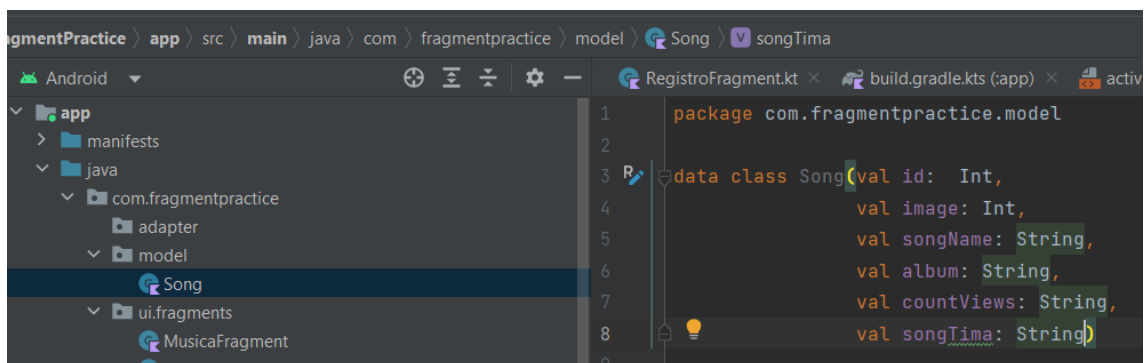 gmentPractice › app › src › main › java › com › fragmentpractice › model › Song › songTima
Android
RegistroFragment.kt × build.gradle.kts (:app) × activ
app
manifests
java
com.fragmentpractice
adapter
model
Song
ui.fragments
MusicaFragment
1 package com.fragmentpractice.model
2
3 data class Song(val id:  Int,
4 val image: Int,
5 val songName: String,
6 val album: String,
7 val countViews: String,
8 val songTima: String)
9